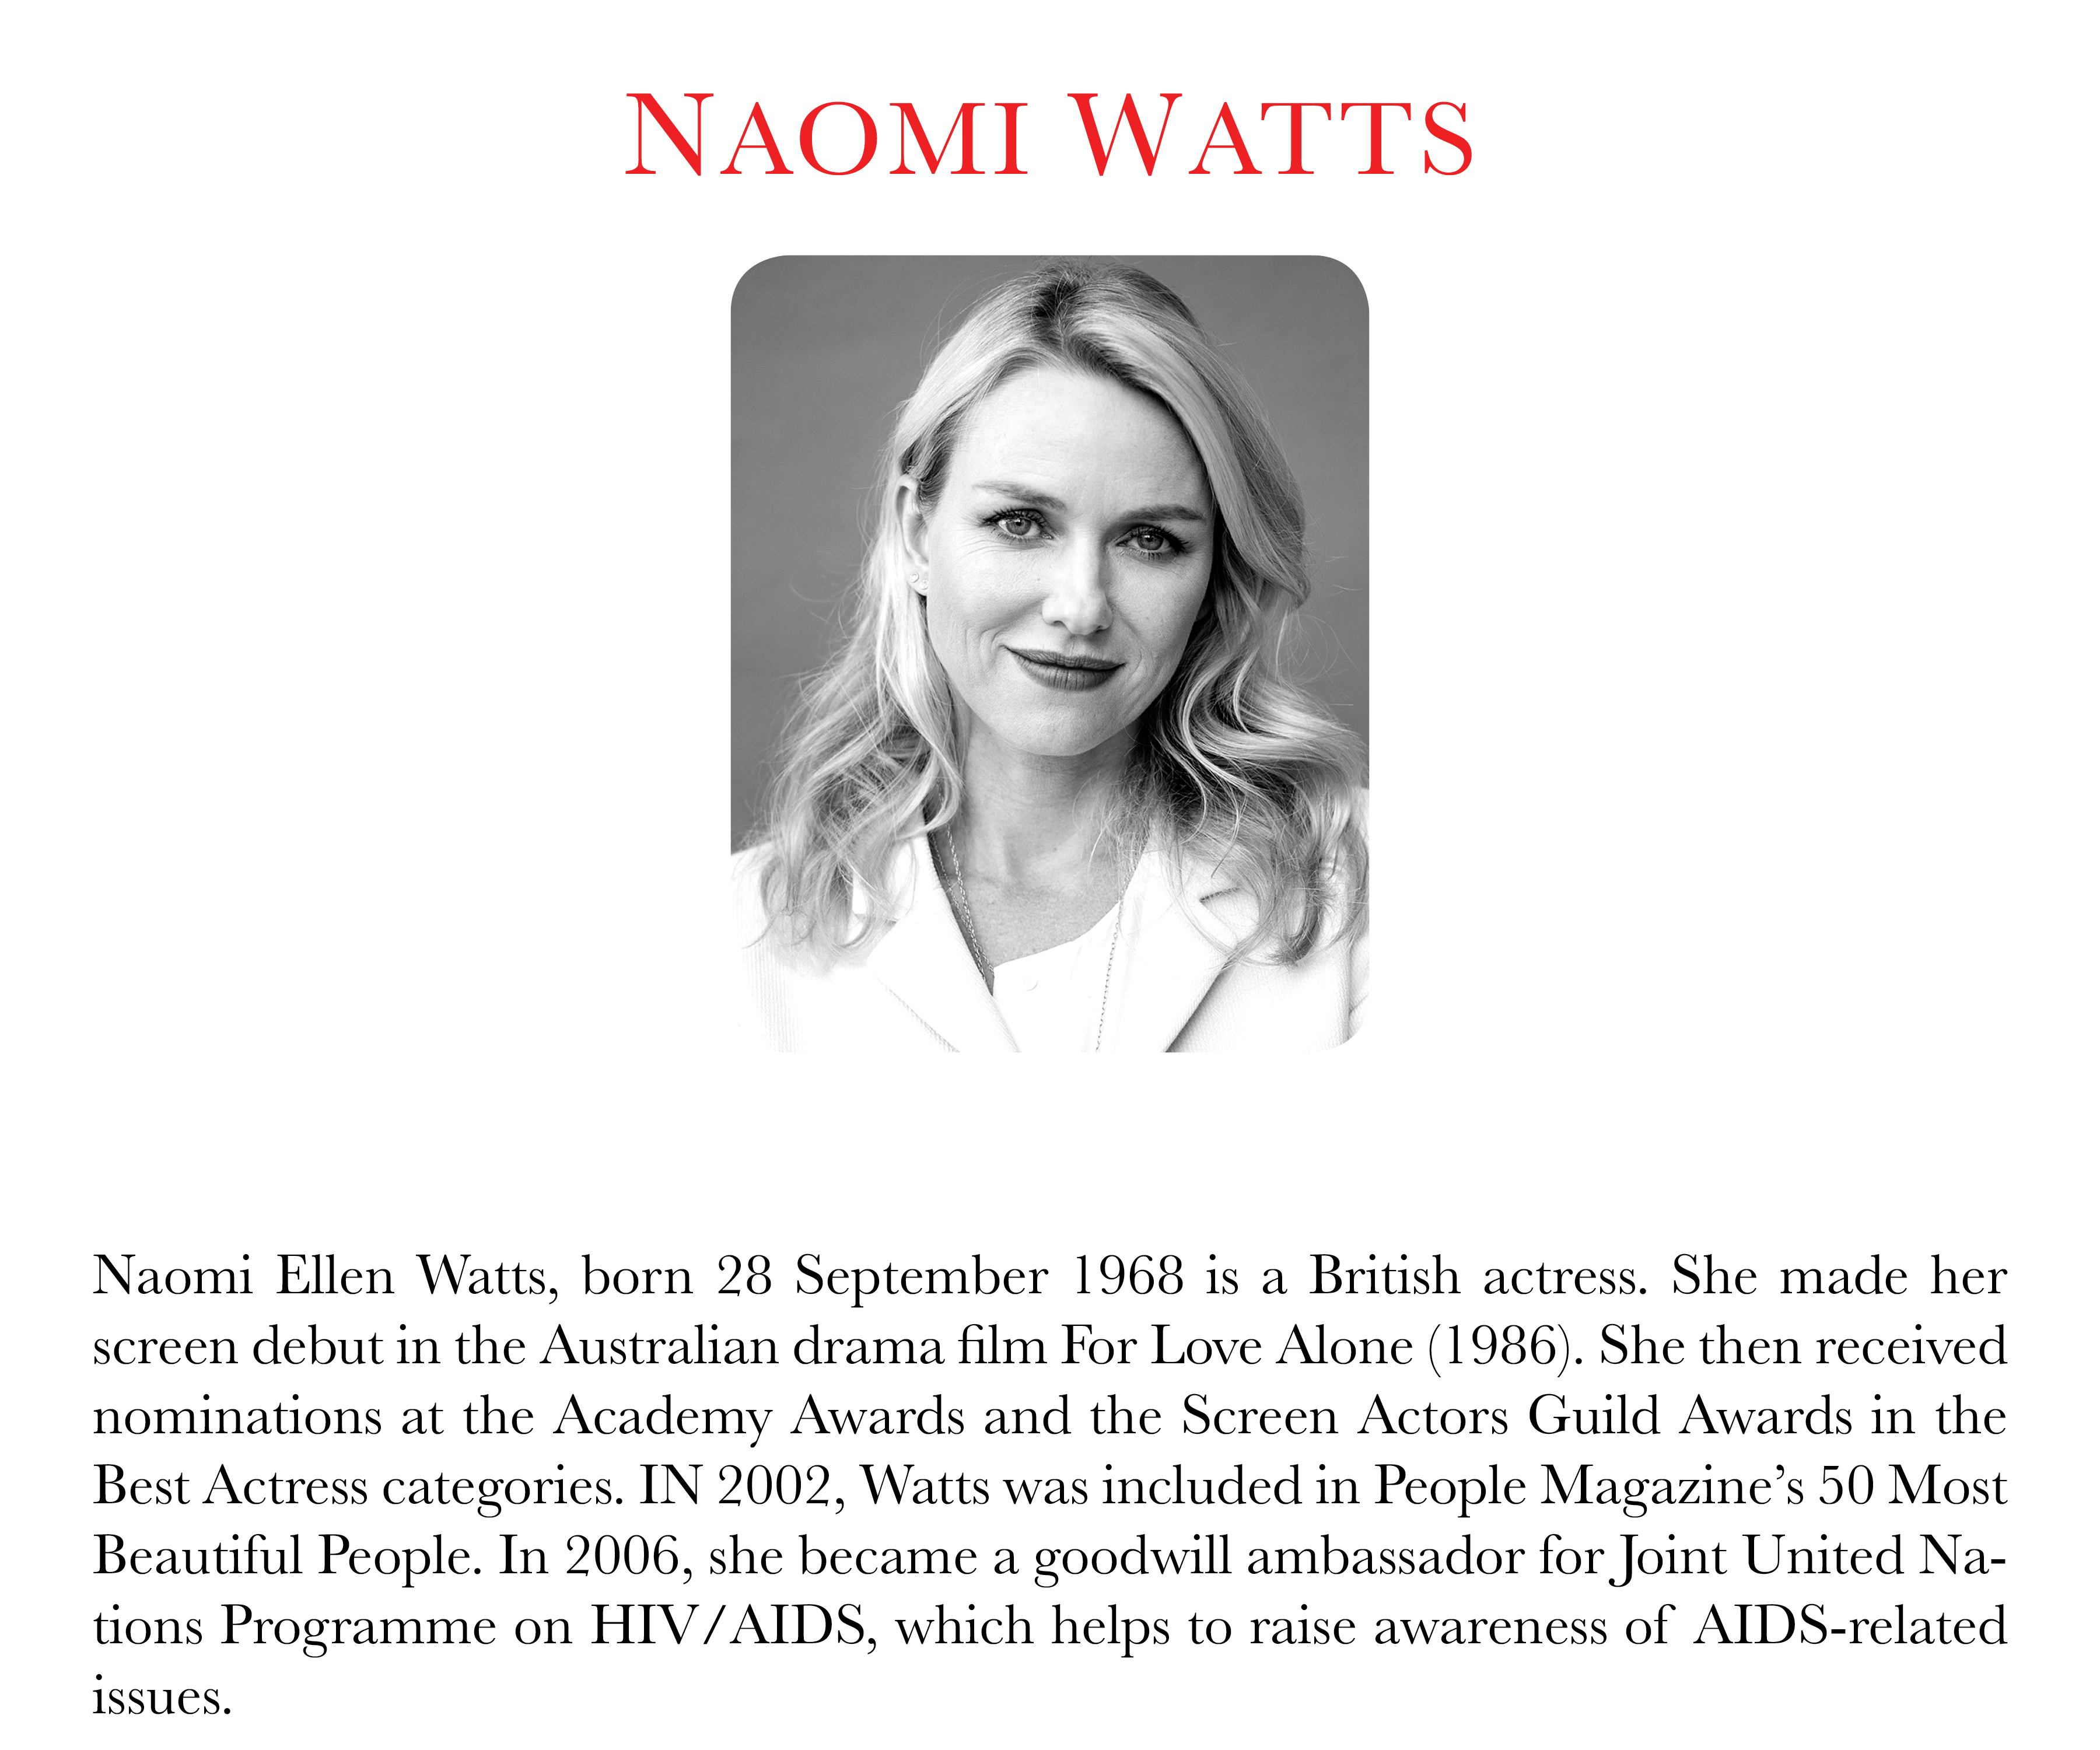 NAOMI WATTS
Naomi Ellen Watts, born 28 September 1968 is a British actress. She made her
screen debut in the Australian drama film For Love Alone (1986). She then received
nominations at the Academy Awards and the Screen Actors Guild Awards in the
Best Actress categories. IN 2002, Watts was included in People Magazine’s 50 Most
Beautiful People. In 2006, she became a goodwill ambassador for Joint United Na-
tions Programme on HIV/AIDS, which helps to raise awareness of AIDS-related
issues.